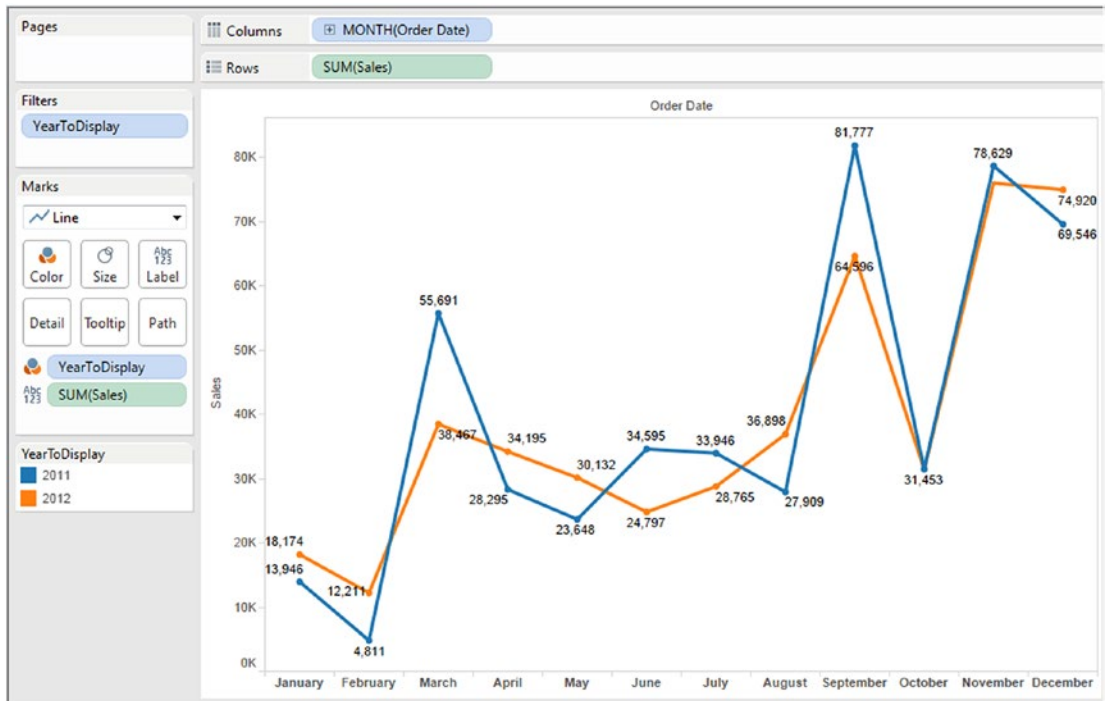 Pages
Columns
MONTH(Order Date)
Rows
SUM(Sales)
Filters
YearToDisplay
Marks
Line
Color
Size
Abc
123
Label
Detail
Tooltip
Path
YearToDisplay
Abc
123
SUM(Sales)
YearToDisplay
2011
2012
Order Date
Sales
80K
70K
60K
50K
40K
30K
20K
10K
0K
18,174
13,946
12,211
4,811
55,691
38,467
34,195
28,295
30,132
23,648
34,595
24,797
33,946
28,765
36,898
27,909
81,777
64,596
31,453
78,629
74,920
69,546
January February March April May June July August September October November December